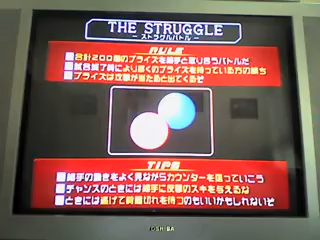 THE STRUGGLE
－ストラグルバトル－
RULE
合計200個のプライズを相手と取り合うバトルだ
試合終了時により多くのプライズを持っている方の勝ち
プライズは攻撃が当たると出てくるぞ
TIPS
相手の動きをよく見ながらカウンターを狙っていこう
チャンスのときには相手に反撃のスキを与えるな
ときには逃げて時間切れを待つのもいいかもしれないぞ
TOSHIBA